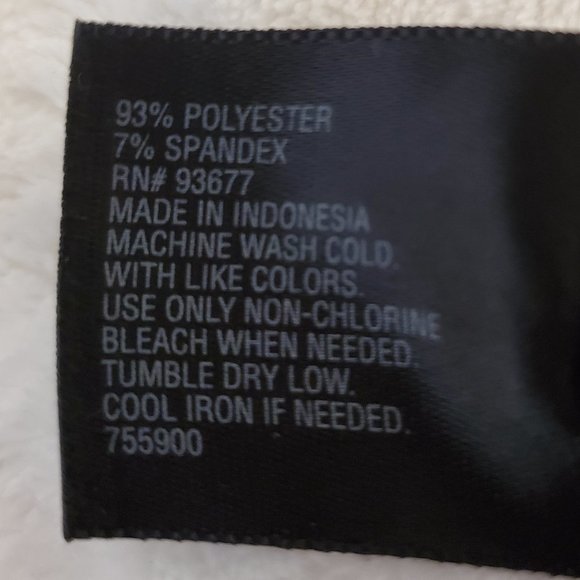 93% POLYESTER
7% SPANDEX
RN# 93677
MADE IN INDONESIA
MACHINE WASH COLD.
WITH LIKE COLORS.
USE ONLY NON-CHLORINE
BLEACH WHEN NEEDED.
TUMBLE DRY LOW.
COOL IRON IF NEEDED.
755900